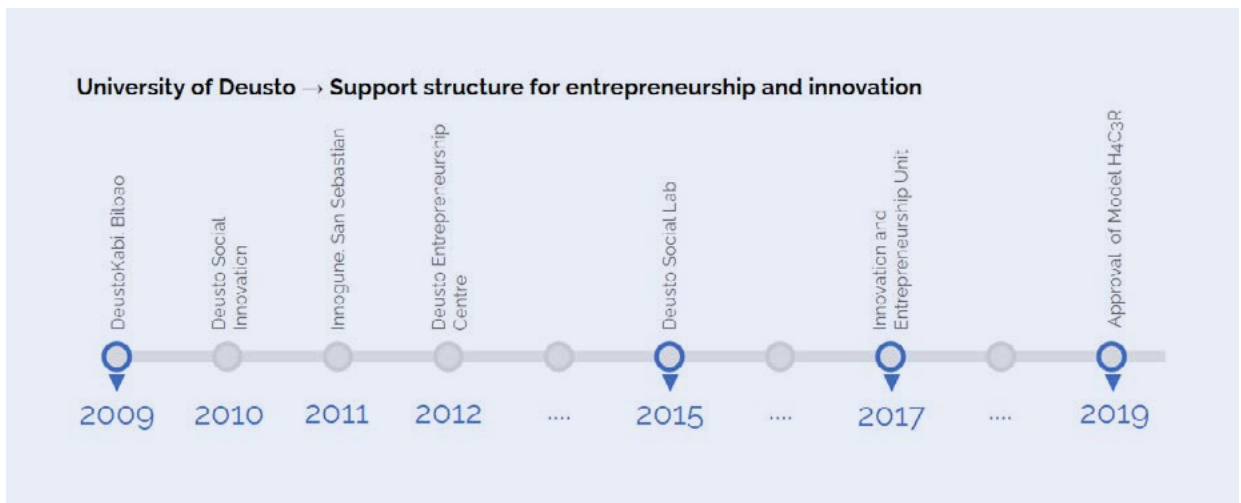 University of Deusto → Support structure for entrepreneurship and innovation
DeustoKabi. Bilbao
Deusto Social
Innovation
Innogune. San Sebastian
Deusto Entrepreneurship
Centre
Deusto Social Lab
Innovation and
Entrepreneurship Unit
Approval of Model H4C3R
2009
2010
2011
2012
....
2015
....
2017
....
2019